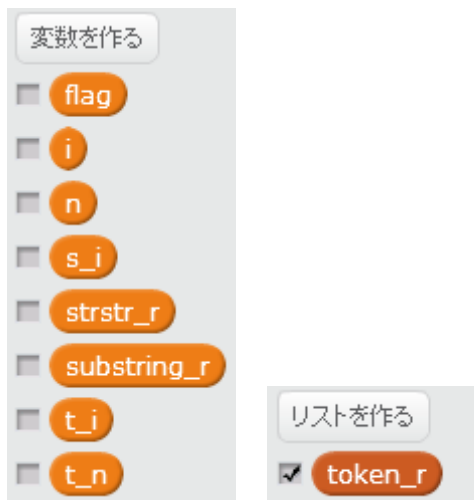 変数を作る
flag
i
n
s_i
strstr_r
substring_r
t_i
t_n
リストを作る
token_r